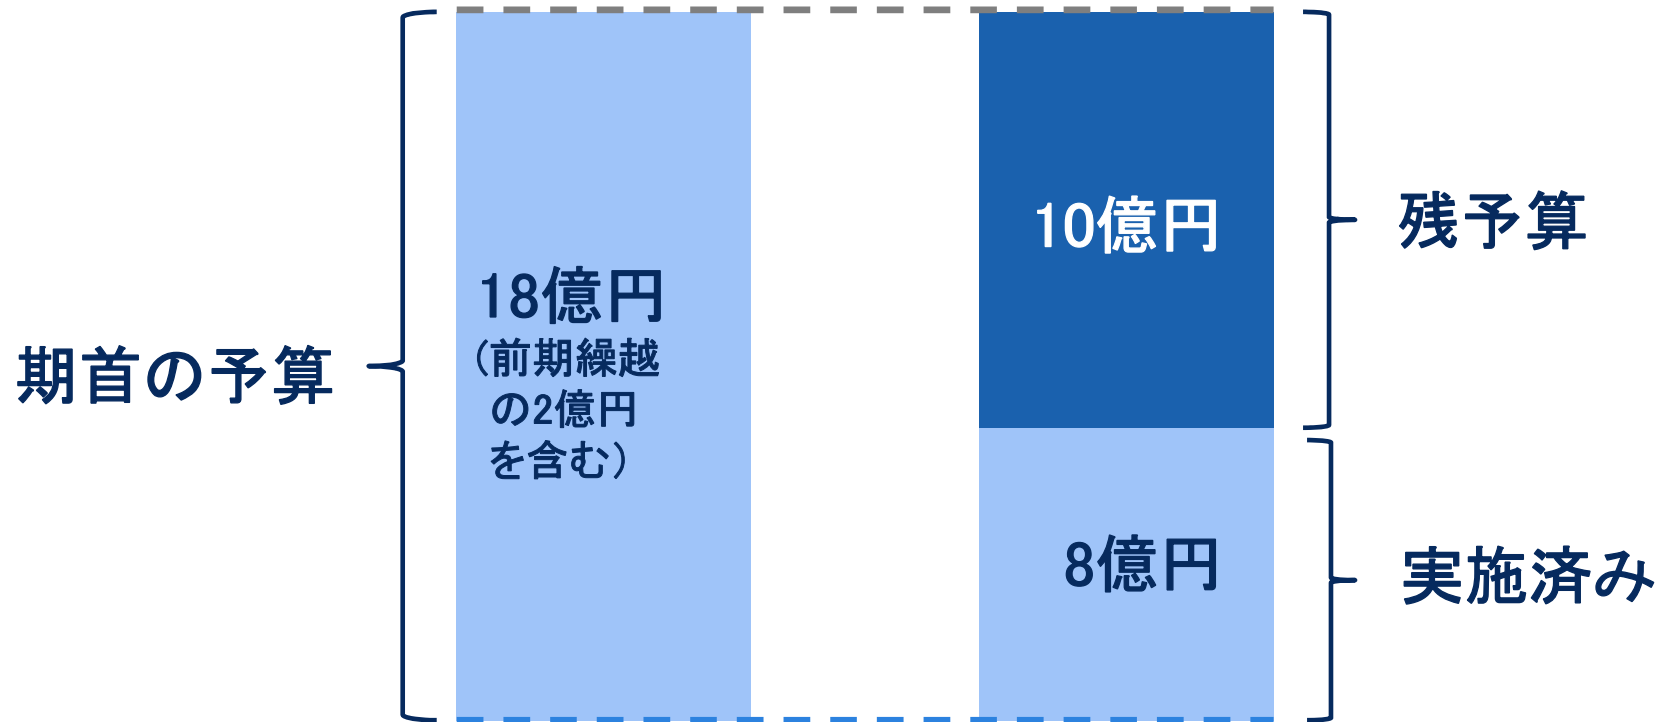 期首の予算
18億円
(前期繰越
の2億円
を含む)
10億円
残予算
8億円
実施済み